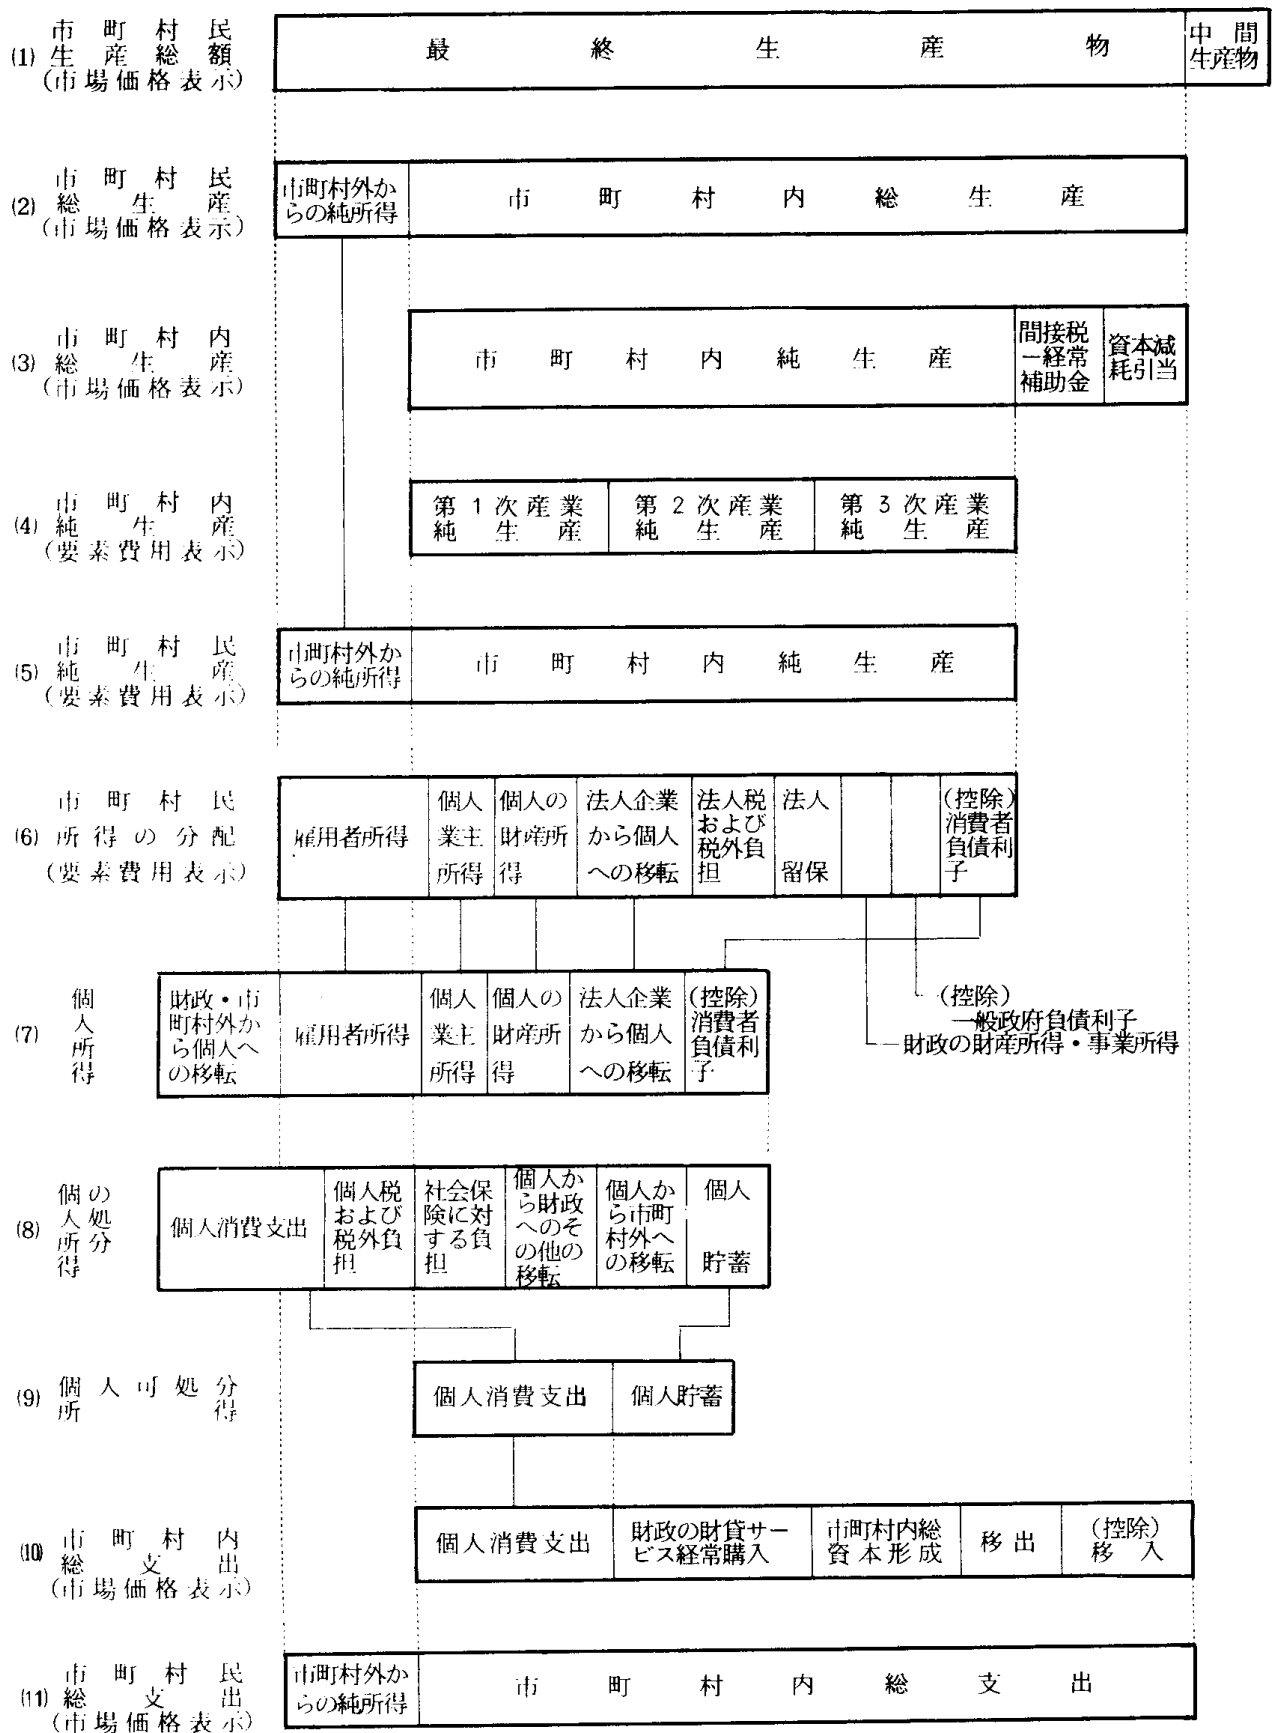 (1) 市町村民
生産総額
(市場価格表示)
最終生産物
中間
生産物
(2) 市町村民
総生産
(市場価格表示)
市町村外か
らの純所得
市町村内総生産
(3) 市町村内
総生産
(市場価格表示)
市町村内純生産
間接税
ー経常
補助金
資本減
耗引当
(4) 市町村内
純生産
(要素費用表示)
第1次産業
純生産
第2次産業
純生産
第3次産業
純生産
(5) 市町村民
純生産
(要素費用表示)
市町村外か
らの純所得
市町村内純生産
(6) 市町村民
所得の分配
(要素費用表示)
雇用者所得
個人
業主
所得
個人の
財産所
得
法人企業
から個人
への移転
法人税
および
税外負
担
法人
留保
(控除)
消費者
負債利
子
(控除)
一般政府負債利子
財政の財産所得・事業所得
(7) 個人所得
財政・市
町村外か
ら個人へ
の移転
雇用者所得
個人
業主
所得
個人の
財産所
得
法人企業
から個人
への移転
(控除)
消費者
負債利
子
(8) 個人所得
の処分
個人消費支出
個人税
および
税外負
担
社会保
険に対
する負
担
個人か
ら財政
へのそ
の他の
移転
個人か
ら市町
村外へ
の移転
個人
貯蓄
(9) 個人可処分
所得
個人消費支出
個人貯蓄
(10) 市町村内
総支出
(市場価格表示)
個人消費支出
財政の財貨サー
ビス経常購入
市町村内総
資本形成
移出
(控除)
移入
(11) 市町村民
総支出
(市場価格表示)
市町村外か
らの純所得
市町村内総支出